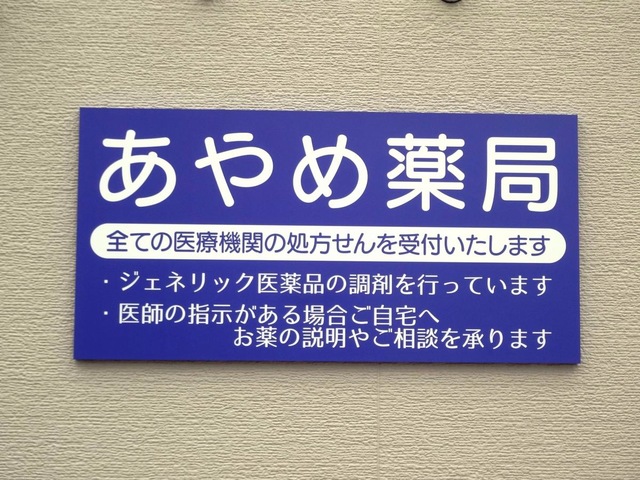 あやめ薬局
全ての医療機関の処方せんを受付いたします
・ジェネリック医薬品の調剤を行っています
・医師の指示がある場合ご自宅へ
お薬の説明やご相談を承ります